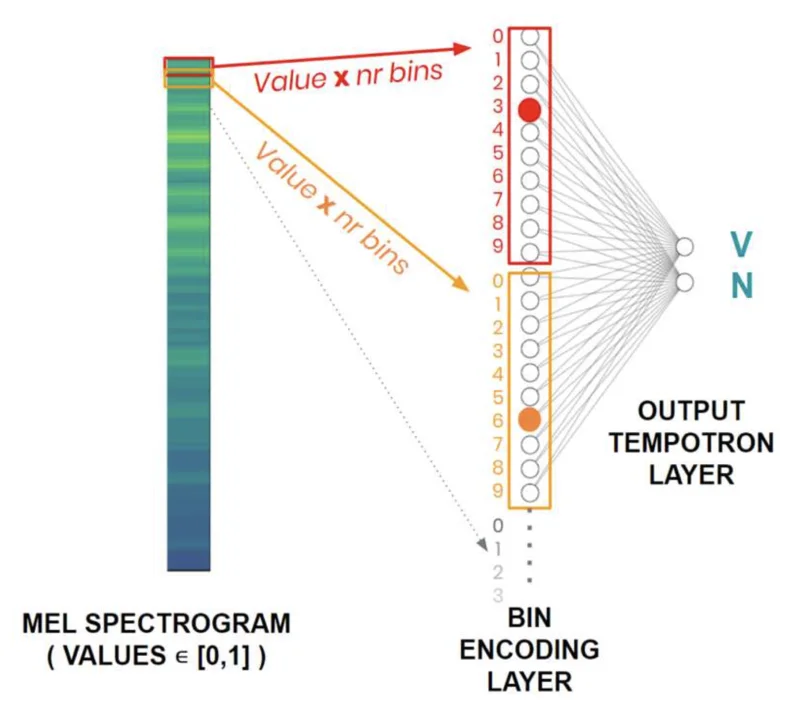 Value x nr bins
Value x nr bins
0
1
2
3
4
5
6
7
8
9
0
1
2
3
4
5
6
7
8
9
0
1
2
3
V
N
OUTPUT
TEMPOTRON
LAYER
MEL SPECTROGRAM
( VALUES ∈ [0,1] )
BIN
ENCODING
LAYER